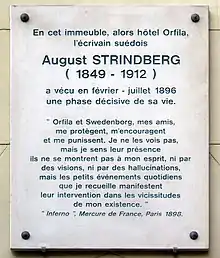 En cet immeuble, alors hôtel Orfila,
l'écrivain suédois
August STRINDBERG
( 1849 - 1912 )
a vécu en février - juillet 1896
une phase décisive de sa vie.
" Orfila et Swedenborg, mes amis,
me protègent, m'encouragent
et me punissent. Je ne les vois pas,
mais je sens leur présence
ils ne se montrent pas à mon esprit, ni par
des visions, ni par des hallucinations,
mais les petits événements quotidiens
que je recueille manifestent
leur intervention dans les vicissitudes
de mon existence. "
" Inferno ", Mercure de France, Paris 1898.